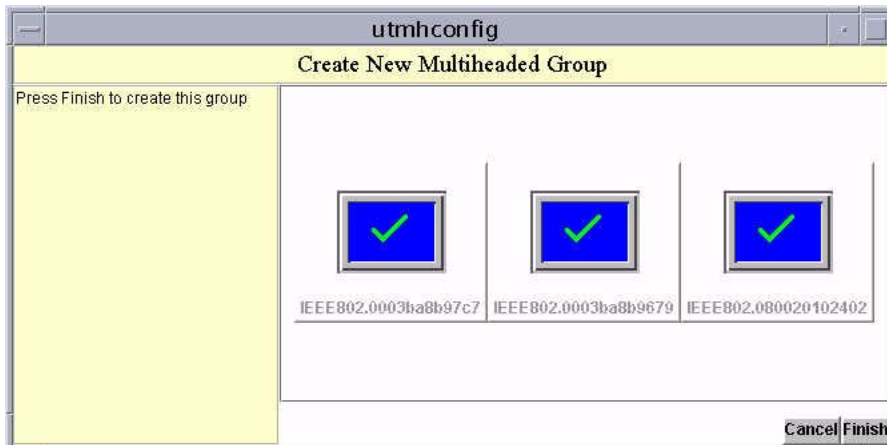 utmhconfig
Create New Multiheaded Group
Press Finish to create this group
IEEE802.0003ba8b97c7 IEEE802.0003ba8b9679 IEEE802.080020102402
Cancel Finish